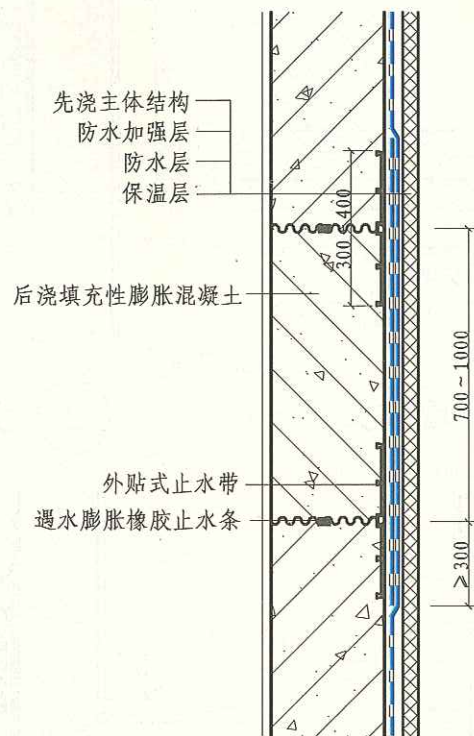 先浇主体结构
防水加强层
防水层
保温层
300~400
后浇填充性膨胀混凝土
700~1000
外贴式止水带
遇水膨胀橡胶止水条
≥300